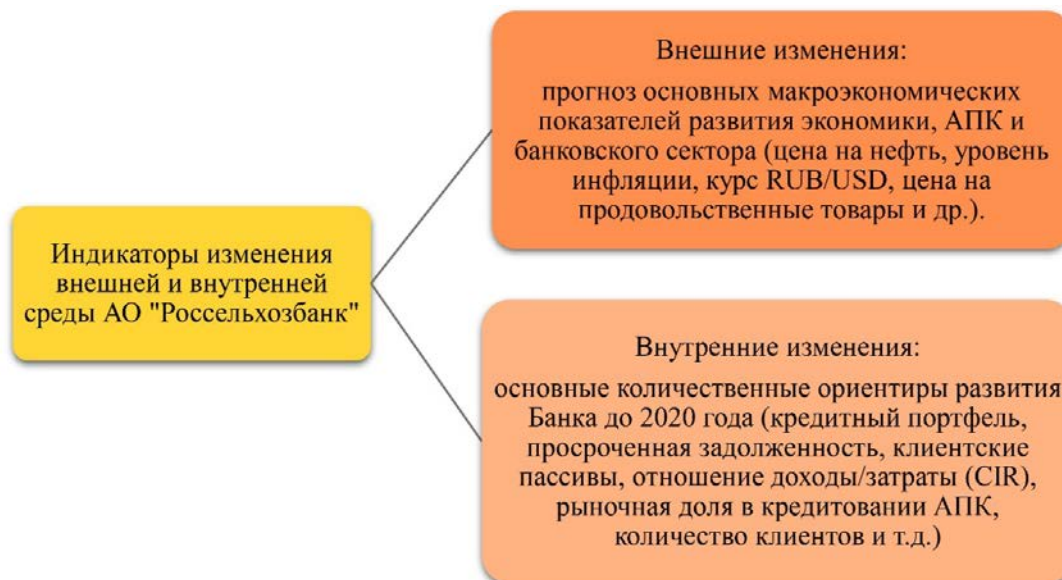 Внешние изменения:
прогноз основных макроэкономических
показателей развития экономики, АПК и
банковского сектора (цена на нефть, уровень
инфляции, курс RUB/USD, цена на
продовольственные товары и др.).
Индикаторы изменения
внешней и внутренней
среды АО "Россельхозбанк"
Внутренние изменения:
основные количественные ориентиры развития
Банка до 2020 года (кредитный портфель,
просроченная задолженность, клиентские
пассивы, отношение доходы/затраты (CIR),
рыночная доля в кредитовании АПК,
количество клиентов и т.д.)